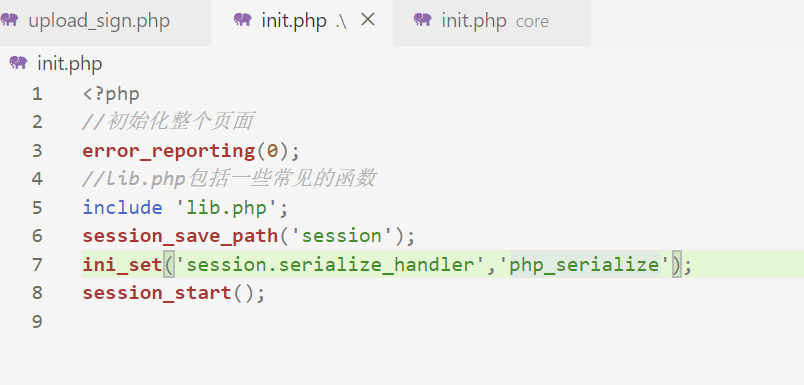 upload_sign.php init.php .\ init.php core
init.php
1 <?php
2 //初始化整个页面
3 error_reporting(0);
4 //lib.php包括一些常见的函数
5 include 'lib.php';
6 session_save_path('session');
7 ini_set('session.serialize_handler','php_serialize');
8 session_start();
9